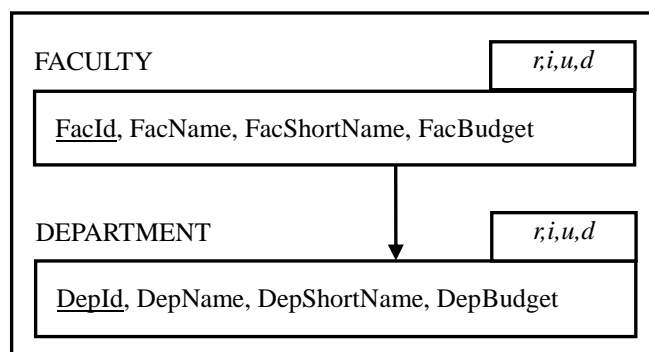 FACULTY r,i,u,d
FacId, FacName, FacShortName, FacBudget
DEPARTMENT r,i,u,d
DepId, DepName, DepShortName, DepBudget